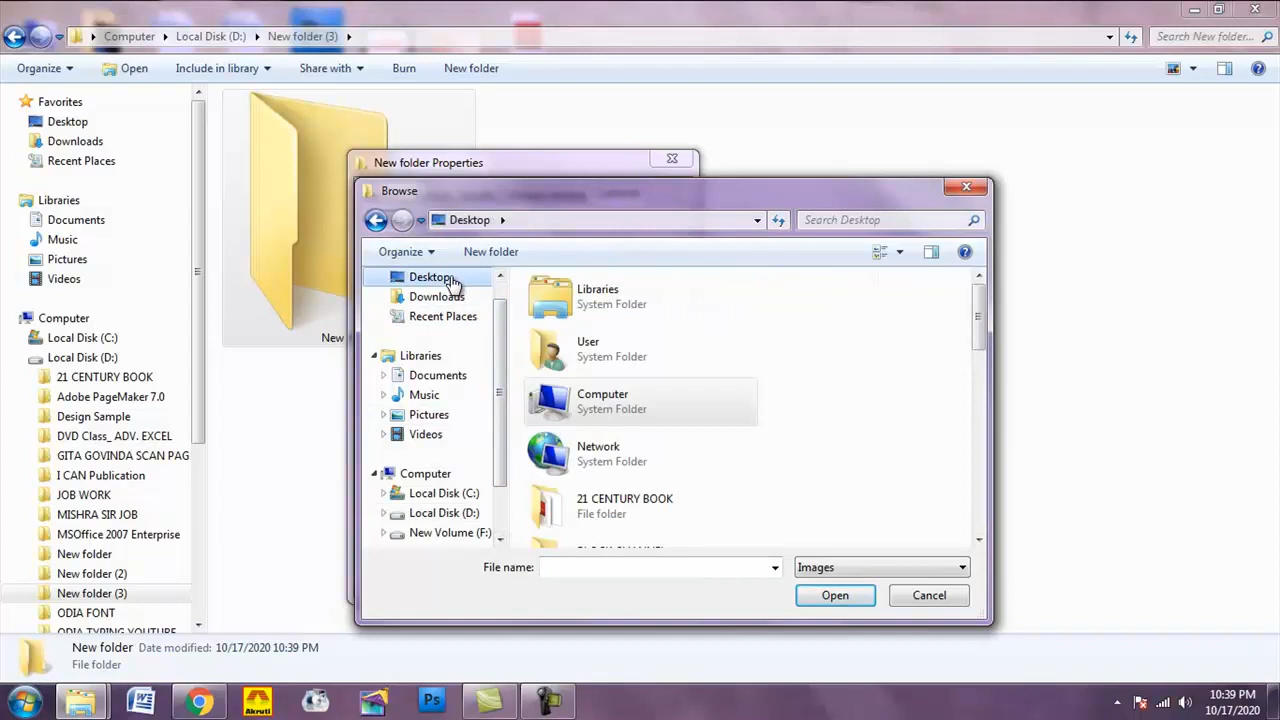 Computer Local Disk (D:) New folder (3) Search New folder...
Organize Open Include in library Share with Burn New folder
Favorites
Desktop
Downloads
Recent Places
Libraries
Documents
Music
Pictures
Videos
Computer
Local Disk (C:)
Local Disk (D:)
21 CENTURY BOOK
Adobe PageMaker 7.0
Design Sample
DVD Class_ ADV. EXCEL
GITA GOVINDA SCAN PAG
I CAN Publication
JOB WORK
MISHRA SIR JOB
MSOffice 2007 Enterprise
New folder
New folder (2)
New folder (3)
ODIA FONT
ODIA TYPING YOUTUBE
New
New folder Properties
Browse
Desktop Search Desktop
Organize New folder
Desktop
Downloads
Recent Places
Libraries
Documents
Music
Pictures
Videos
Computer
Local Disk (C:)
Local Disk (D:)
New Volume (F:)
Libraries
System Folder
User
System Folder
Computer
System Folder
Network
System Folder
21 CENTURY BOOK
File folder
File name: Images
Open Cancel
New folder Date modified: 10/17/2020 10:39 PM
File folder
W Akruti Ps
10:39 PM
10/17/2020